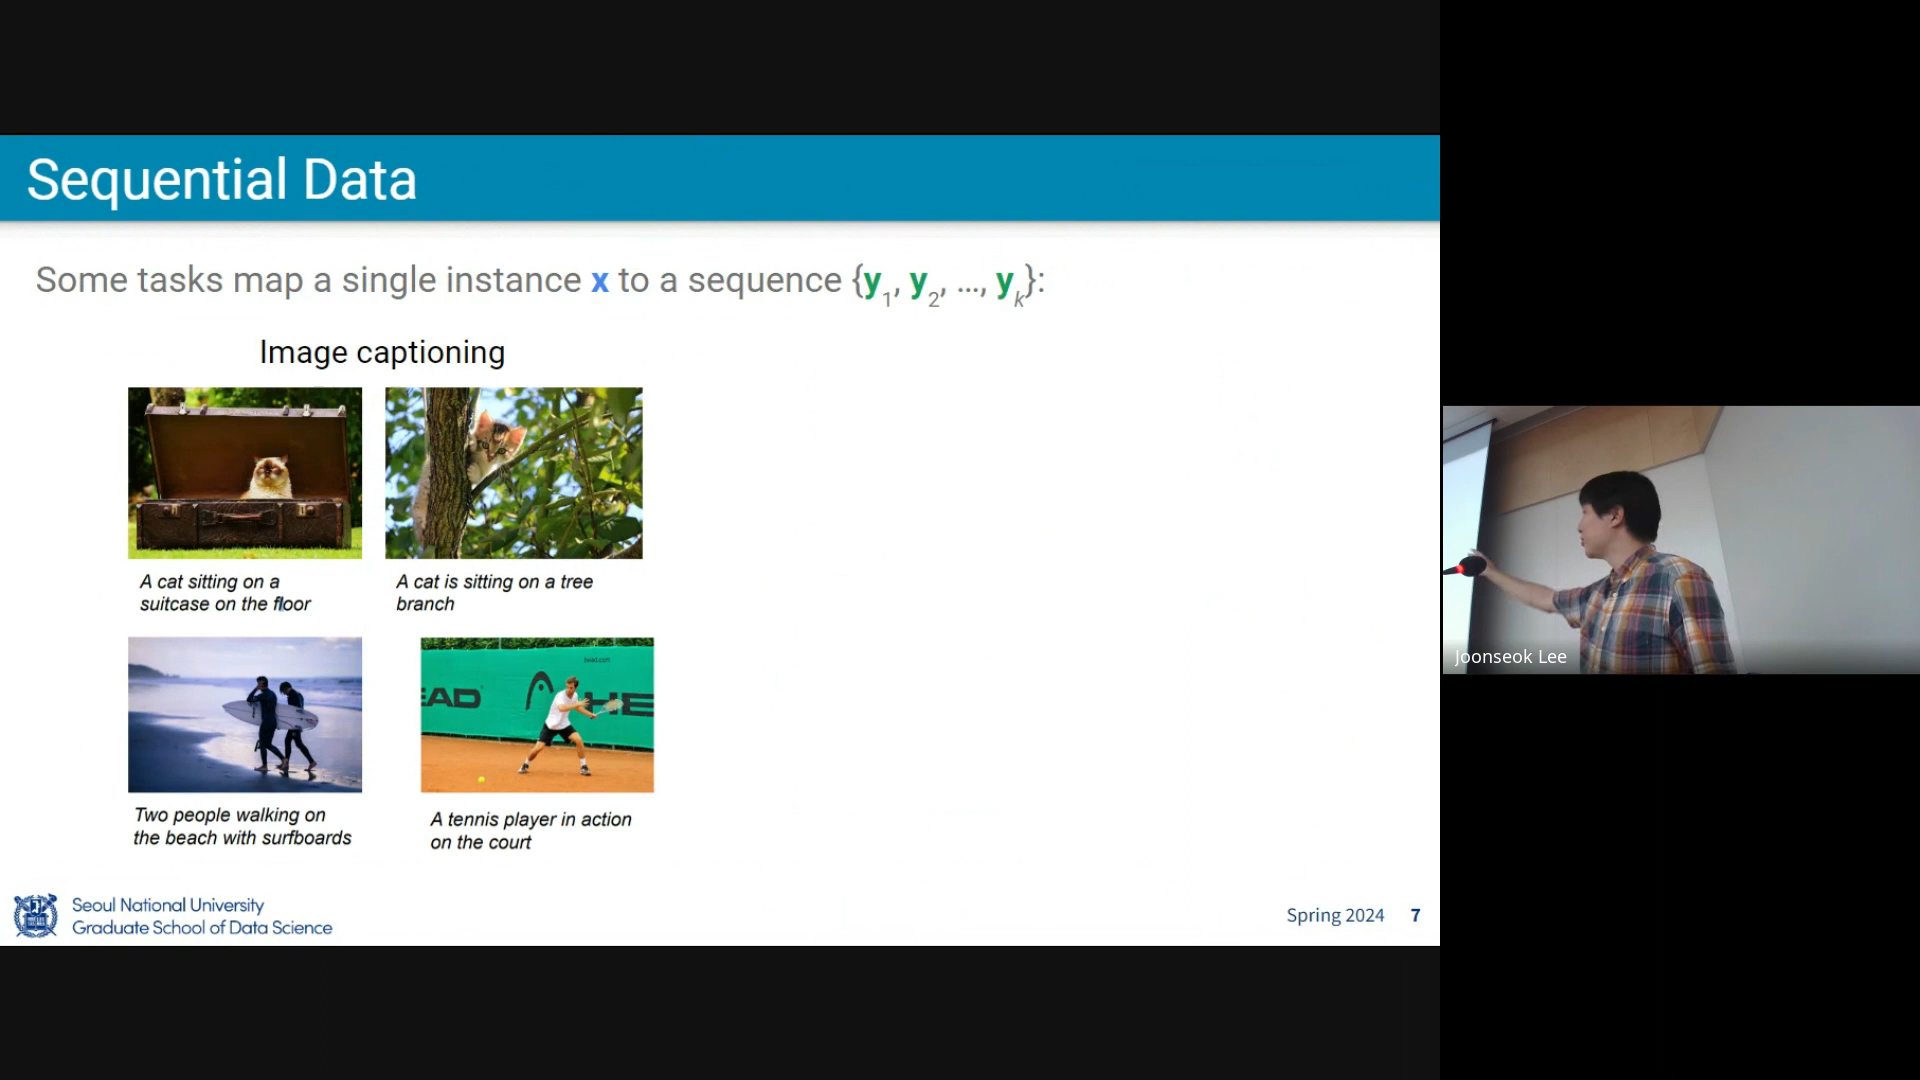 Sequential Data
Some tasks map a single instance x to a sequence {y1, y2, ..., yk}:
Image captioning
A cat sitting on a
suitcase on the floor
A cat is sitting on a tree
branch
EAD
HE
Two people walking on
the beach with surfboards
A tennis player in action
on the court
Seoul National University
Graduate School of Data Science
Spring 2024 7
Joonseok Lee